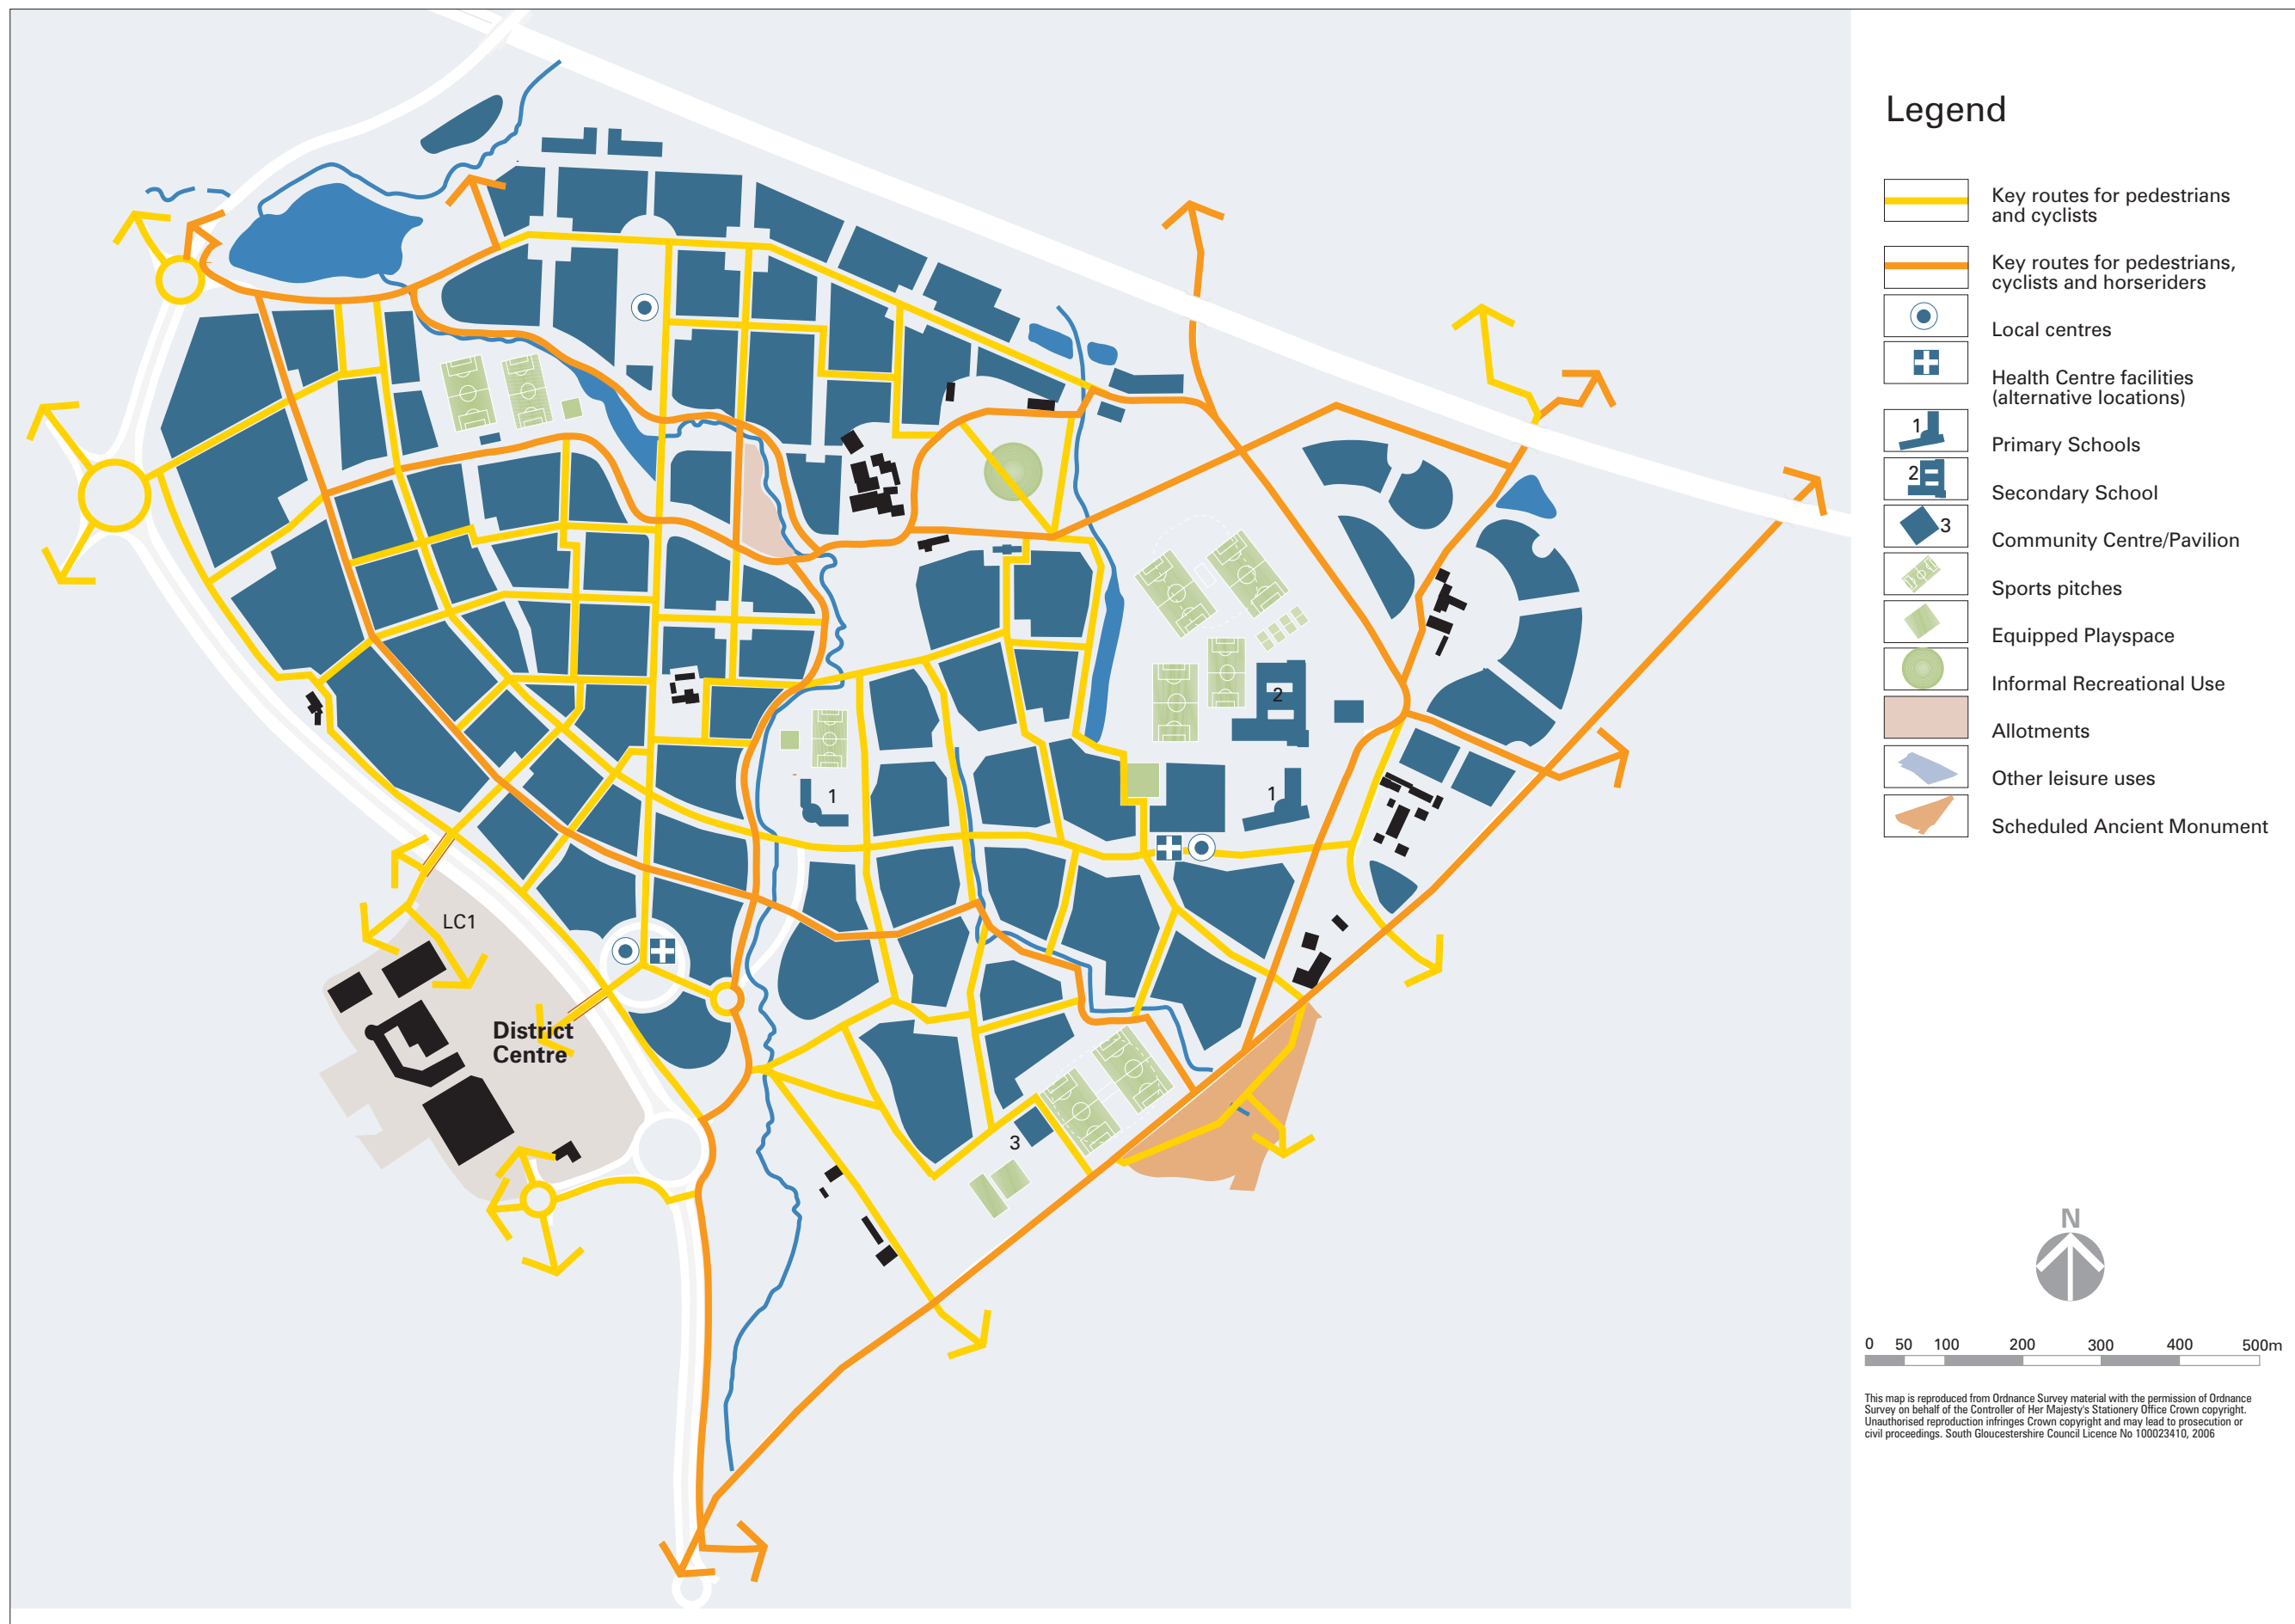 Legend
Key routes for pedestrians
and cyclists
Key routes for pedestrians,
cyclists and horseriders
Local centres
Health Centre facilities
(alternative locations)
1
Primary Schools
2
Secondary School
3
Community Centre/Pavilion
Sports pitches
Equipped Playspace
Informal Recreational Use
Allotments
Other leisure uses
Scheduled Ancient Monument
2
1
1
LC1
District
Centre
3
N
0 50 100 200 300 400 500m
This map is reproduced from Ordnance Survey material with the permission of Ordnance
Survey on behalf of the Controller of Her Majesty's Stationery Office Crown copyright.
Unauthorised reproduction infringes Crown copyright and may lead to prosecution or
civil proceedings. South Gloucestershire Council Licence No 100023410, 2006